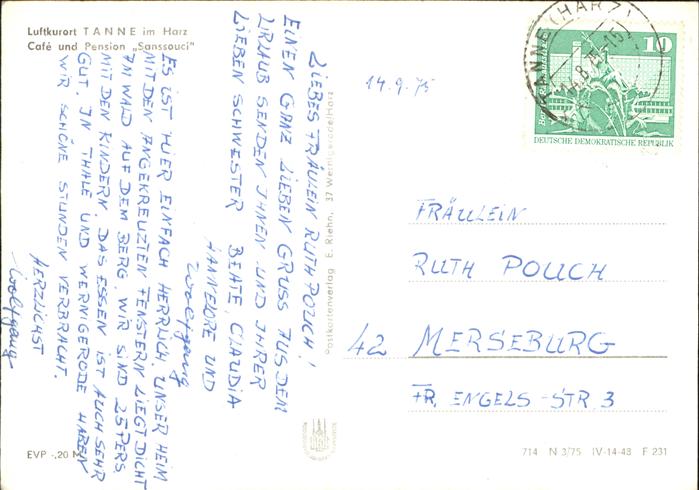 Luftkurort TANNE im Harz
Café und Pension „Sanssouci"
LIEBES FRÄULEIN RUTH POUCH!
EINEN GANZ LIEBEN GRUSS AUS DEM
URLAUB SENDEN IHNEN UND IHRER
LIEBEN SCHWESTER BEATE, CLAUDIA
HANNELORE UND
Wolfgang
ES IST HIER EINFACH HERRLICH. UNSER HEIM
MIT DEN ANGEKREUZTEN FENSTERN LIEGT DICHT
AM WALD AUF DEM BERG. WIR SIND 25 PERS.
MIT DEN KINDERN. DAS ESSEN IST AUCH SEHR
GUT. IN THALE UND WERNIGERODE HABEN
WIR SCHÖNE STUNDEN VERBRACHT.
HERZLICHST
Wolfgang
EVP -,20 M
Postkartenverlag E. Riehn, 37 Wernigerode/Harz
14.9.75
TANNE (HARZ)
10
DEUTSCHE DEMOKRATISCHE REPUBLIK
FRÄULEIN
RUTH POUCH
42 MERSEBURG
FR. ENGELS-STR. 3
714 N 3/75 IV-14-48 F 231